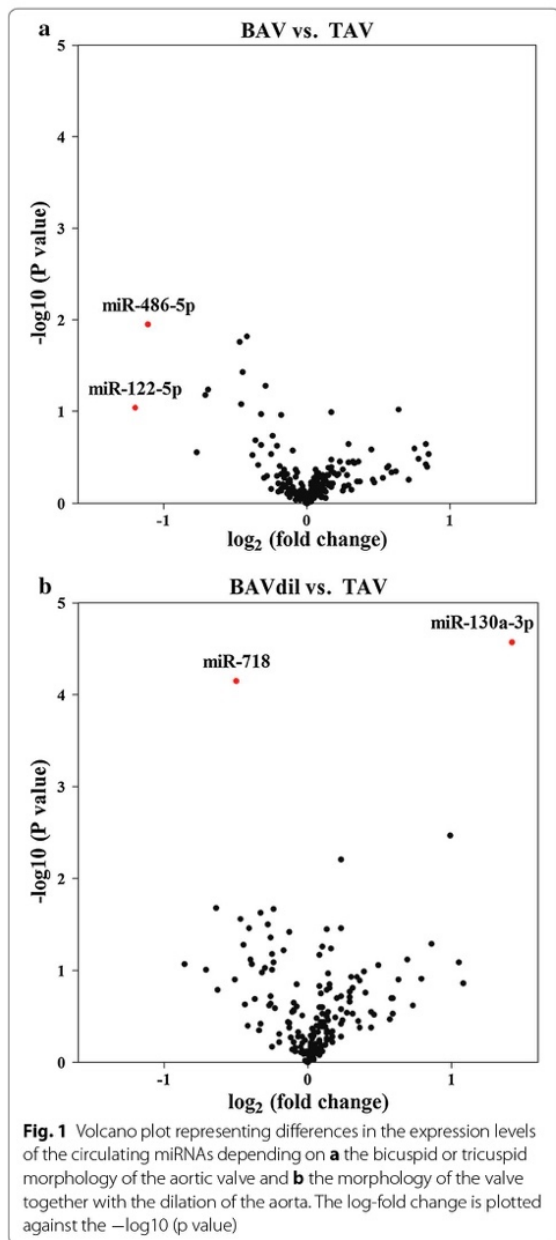 a
BAV vs. TAV
5
4
3
2
1
0
-log10 (P value)
miR-486-5p
miR-122-5p
-1
0
1
log₂ (fold change)
b
BAVdil vs. TAV
5
4
3
2
1
0
-log10 (P value)
miR-130a-3p
miR-718
-1
0
1
log₂ (fold change)
Fig. 1 Volcano plot representing differences in the expression levels
of the circulating miRNAs depending on a the bicuspid or tricuspid
morphology of the aortic valve and b the morphology of the valve
together with the dilation of the aorta. The log-fold change is plotted
against the −log10 (p value)